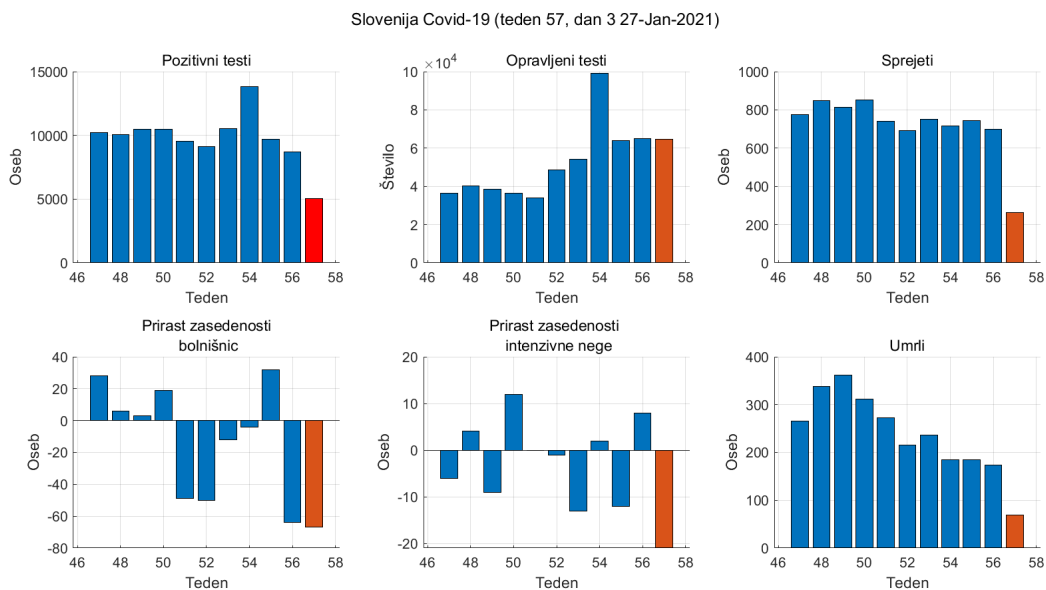 Slovenija Covid-19 (teden 57, dan 3 27-Jan-2021)
Pozitivni testi
15000
10000
5000
0
Oseb
46 48 50 52 54 56 58
Teden
Opravljeni testi
×10⁴
10
8
6
4
2
0
Število
46 48 50 52 54 56 58
Teden
Sprejeti
1000
800
600
400
200
0
Oseb
46 48 50 52 54 56 58
Teden
Prirast zasedenosti
bolnišnic
40
20
0
-20
-40
-60
-80
Oseb
46 48 50 52 54 56 58
Teden
Prirast zasedenosti
intenzivne nege
20
10
0
-10
-20
Oseb
46 48 50 52 54 56 58
Teden
Umrli
400
300
200
100
0
Oseb
46 48 50 52 54 56 58
Teden